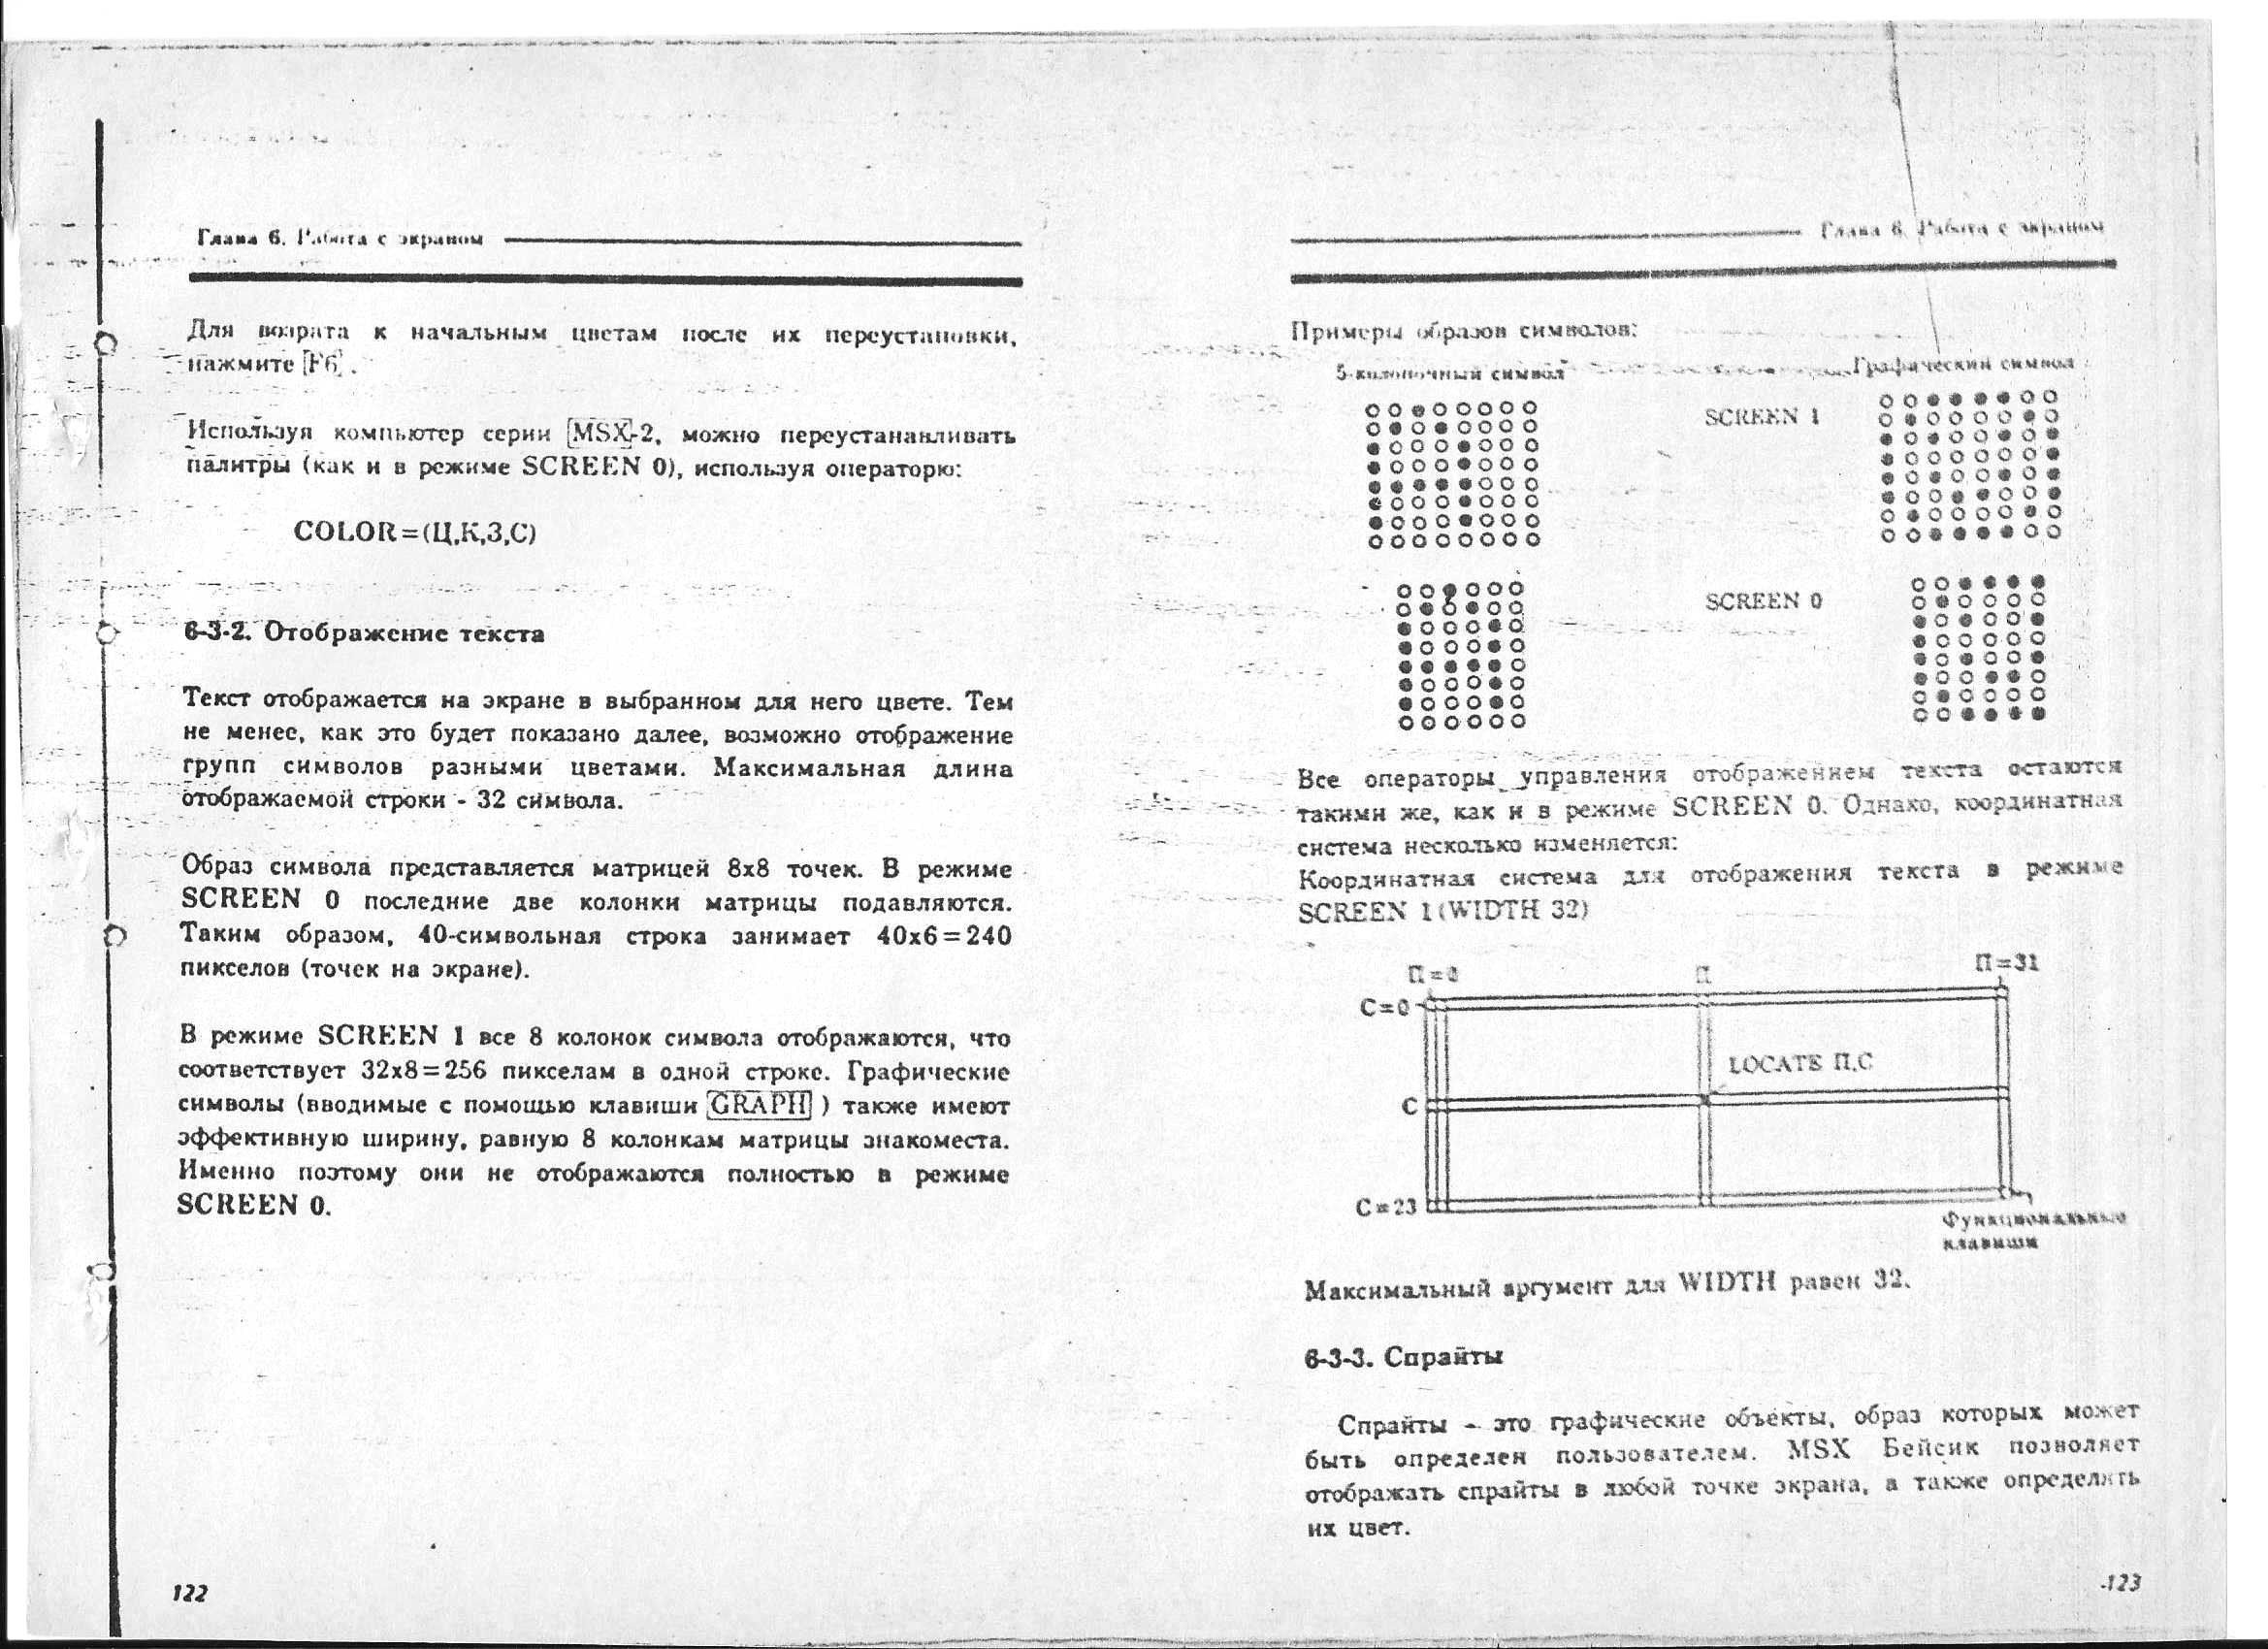 Глава 6. Работа с экраном
Для возрата к начальным цветам после их переустановки,
нажмите [F6].
Используя компьютер серии MSX-2, можно переустанавливать
палитры (как и в режиме SCREEN 0), используя операторю:
COLOR=(Ц,К,З,С)
6-3-2. Отображение текста
Текст отображается на экране в выбранном для него цвете. Тем
не менее, как это будет показано далее, возможно отображение
групп символов разными цветами. Максимальная длина
отображаемой строки - 32 символа.
Образ символа представляется матрицей 8x8 точек. В режиме
SCREEN 0 последние две колонки матрицы подавляются.
Таким образом, 40-символьная строка занимает 40x6=240
пикселов (точек на экране).
В режиме SCREEN 1 все 8 колонок символа отображаются, что
соответствует 32x8=256 пикселам в одной строке. Графические
символы (вводимые с помощью клавиши GRAPH ) также имеют
эффективную ширину, равную 8 колонкам матрицы знакоместа.
Именно поэтому они не отображаются полностью в режиме
SCREEN 0.
122
Глава 6. Работа с экраном
Примеры образов символов:
5-колоночный символ
Графический символ
SCREEN 1
SCREEN 0
Все операторы управления отображением текста остаются
такими же, как и в режиме SCREEN 0. Однако, координатная
система несколько изменяется:
Координатная система для отображения текста в режиме
SCREEN 1(WIDTH 32)
П=0
П
П=31
С=0
LOCATE П,С
С
С=23
Функциональные
клавиши
Максимальный аргумент для WIDTH равен 32.
6-3-3. Спрайты
Спрайты - это графические объекты, образ которых может
быть определен пользователем. MSX Бейсик позволяет
отображать спрайты в любой точке экрана, а также определять
их цвет.
123